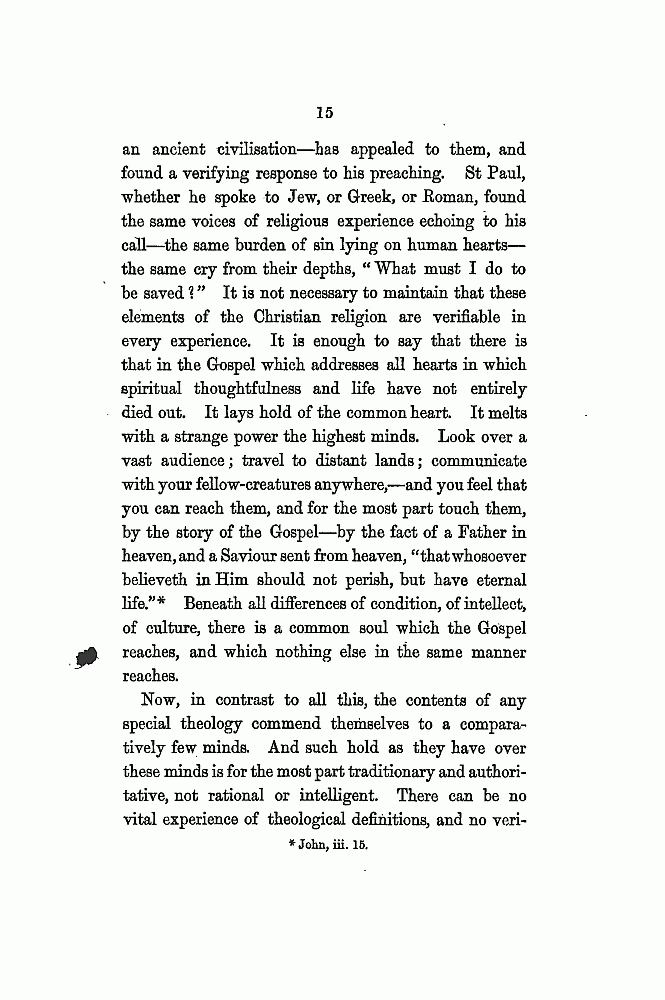 15
an ancient civilisation—has appealed to them, and
found a verifying response to his preaching. St Paul,
whether he spoke to Jew, or Greek, or Roman, found
the same voices of religious experience echoing to his
call—the same burden of sin lying on human hearts—
the same cry from their depths, “What must I do to
be saved?” It is not necessary to maintain that these
elements of the Christian religion are verifiable in
every experience. It is enough to say that there is
that in the Gospel which addresses all hearts in which
spiritual thoughtfulness and life have not entirely
died out. It lays hold of the common heart. It melts
with a strange power the highest minds. Look over a
vast audience; travel to distant lands; communicate
with your fellow-creatures anywhere,—and you feel that
you can reach them, and for the most part touch them,
by the story of the Gospel—by the fact of a Father in
heaven, and a Saviour sent from heaven, “that whosoever
believeth in Him should not perish, but have eternal
life.”* Beneath all differences of condition, of intellect,
of culture, there is a common soul which the Gospel
reaches, and which nothing else in the same manner
reaches.
Now, in contrast to all this, the contents of any
special theology commend themselves to a compara-
tively few minds. And such hold as they have over
these minds is for the most part traditionary and authori-
tative, not rational or intelligent. There can be no
vital experience of theological definitions, and no veri-
* John, iii. 15.